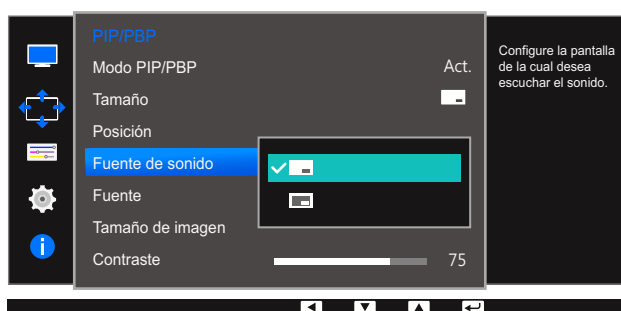 PIP/PBP
Modo PIP/PBP Act.
Tamaño
Posición
Fuente de sonido
Fuente
Tamaño de imagen
Contraste 75
Configure la pantalla
de la cual desea
escuchar el sonido.